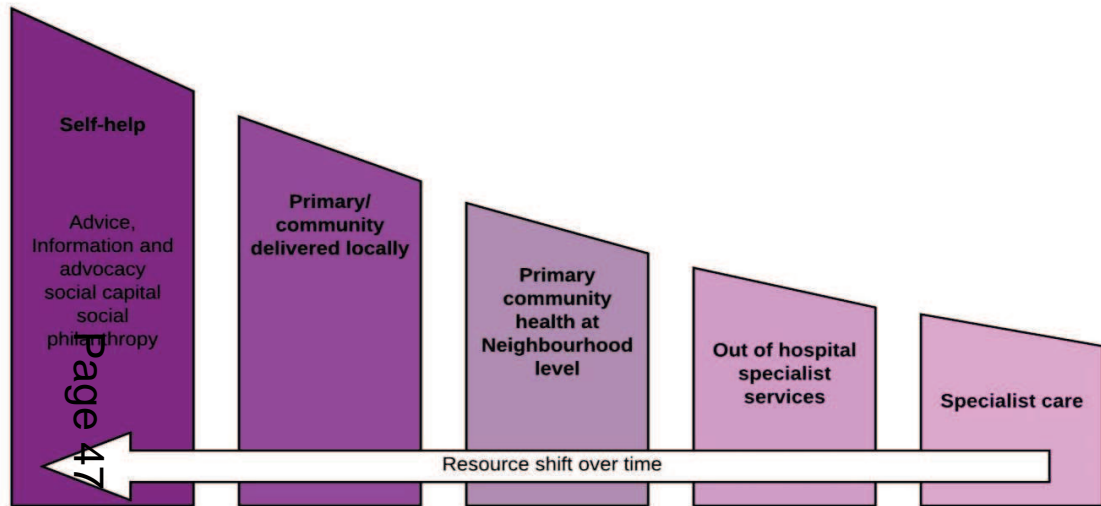 Self-help
Advice,
Information and
advocacy
social capital
social
philanthropy
Primary/
community
delivered locally
Primary
community
health at
Neighbourhood
level
Out of hospital
specialist
services
Specialist care
Resource shift over time
Page 47